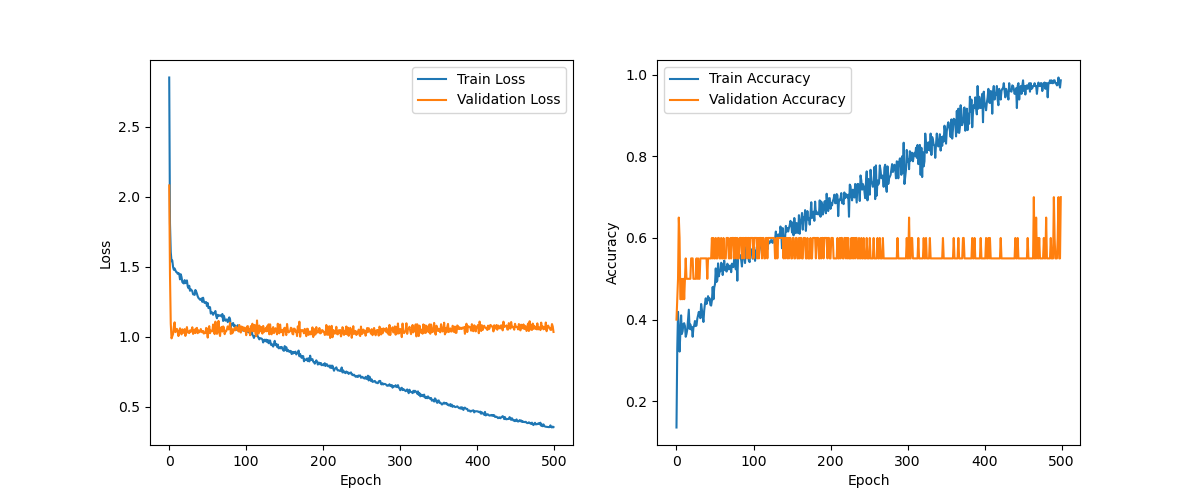 Train Loss
Validation Loss
2.5
2.0
1.5
1.0
0.5
Loss
0 100 200 300 400 500
Epoch
Train Accuracy
Validation Accuracy
1.0
0.8
0.6
0.4
0.2
Accuracy
0 100 200 300 400 500
Epoch